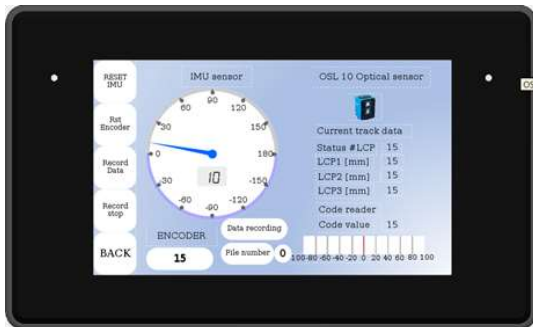 RESET
IMU
Rst
Encoder
Record
Data
Record
stop
BACK
IMU sensor
90
60
120
30
150
0
180
-30
-150
10
-60
-120
-90
ENCODER
15
Data recording
File number 0
OSL 10 Optical sensor
Current track data
Status #LCP 15
LCP1 [mm] 15
LCP2 [mm] 15
LCP3 [mm] 15
Code reader
Code value 15
100-80 -60 -40 -20 0 20 40 60 80 100
OS